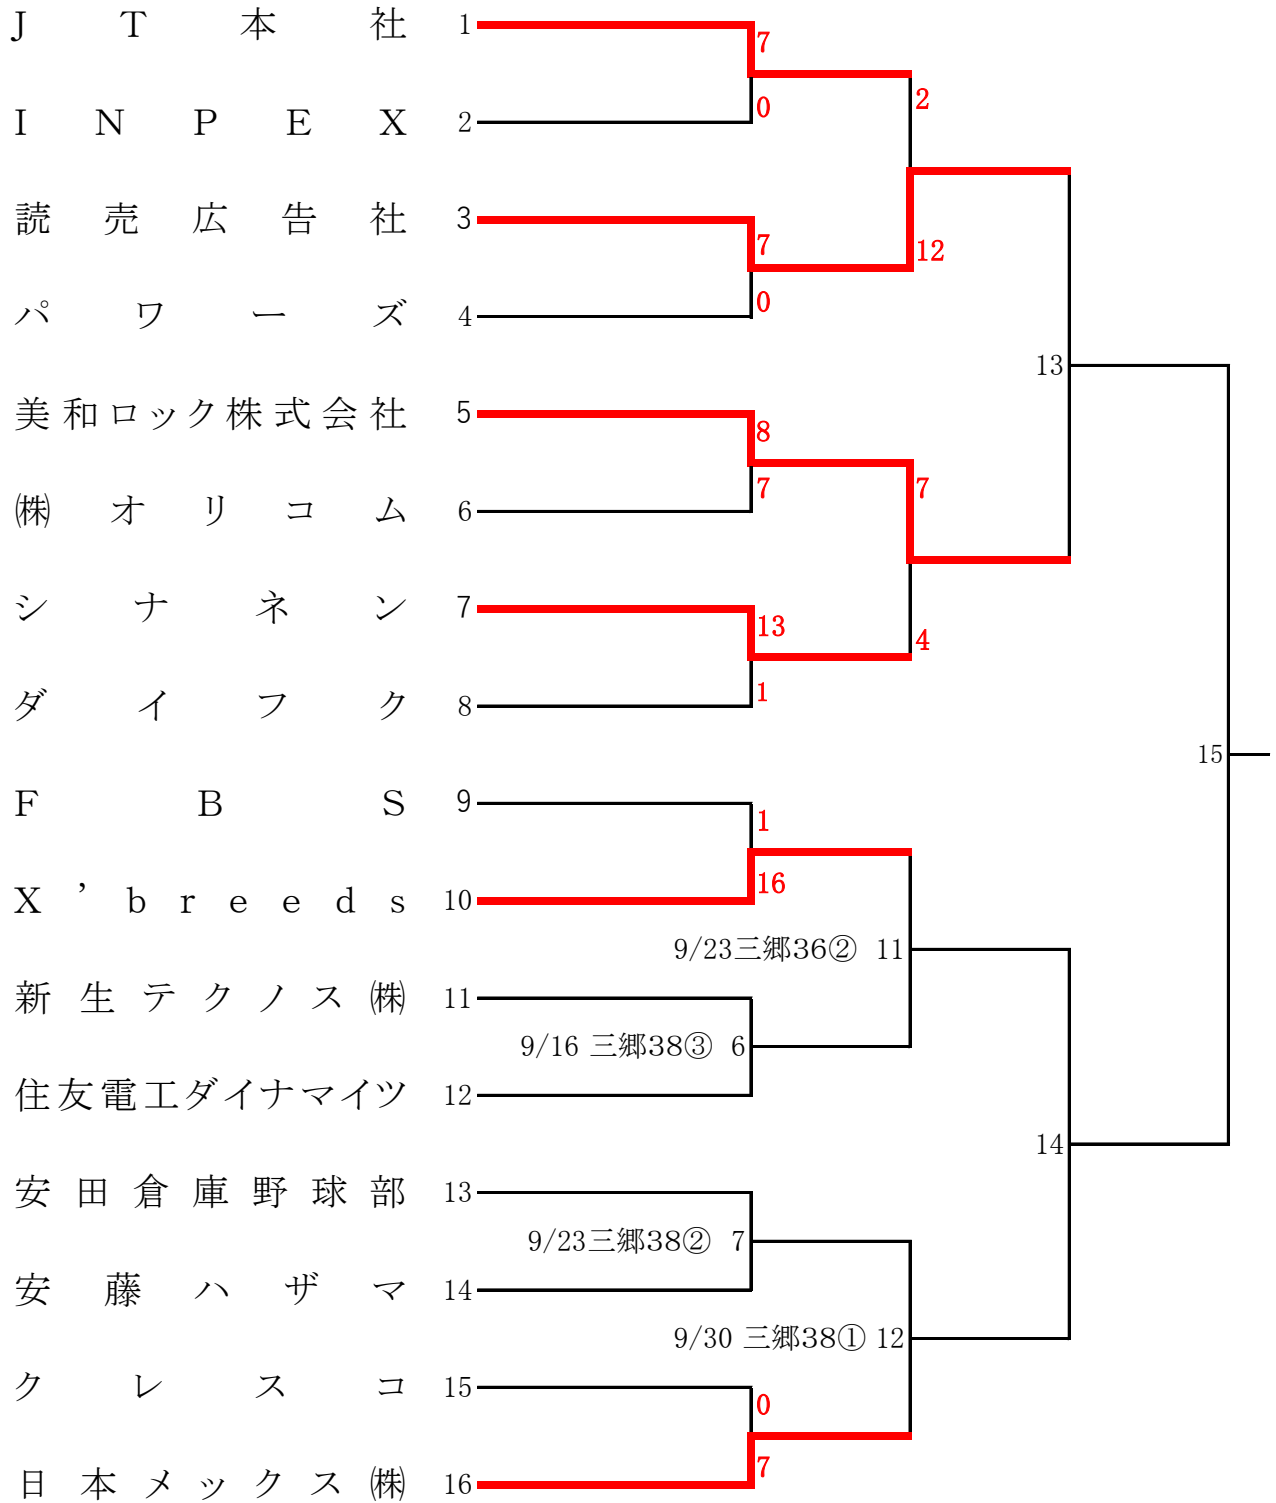 JT本社 1
7
2
0
INPEX 2
読売広告社 3
7
12
0
パワーズ 4
13
美和ロック株式会社 5
8
7
7
㈱オリコム 6
シナネン 7
13
4
1
ダイフク 8
15
FBS 9
1
16
X’breeds 10
9/23三郷36② 11
新生テクノス㈱ 11
9/16 三郷38③ 6
住友電工ダイナマイツ 12
14
安田倉庫野球部 13
9/23三郷38② 7
安藤ハザマ 14
9/30 三郷38① 12
クレスコ 15
0
7
日本メックス㈱ 16